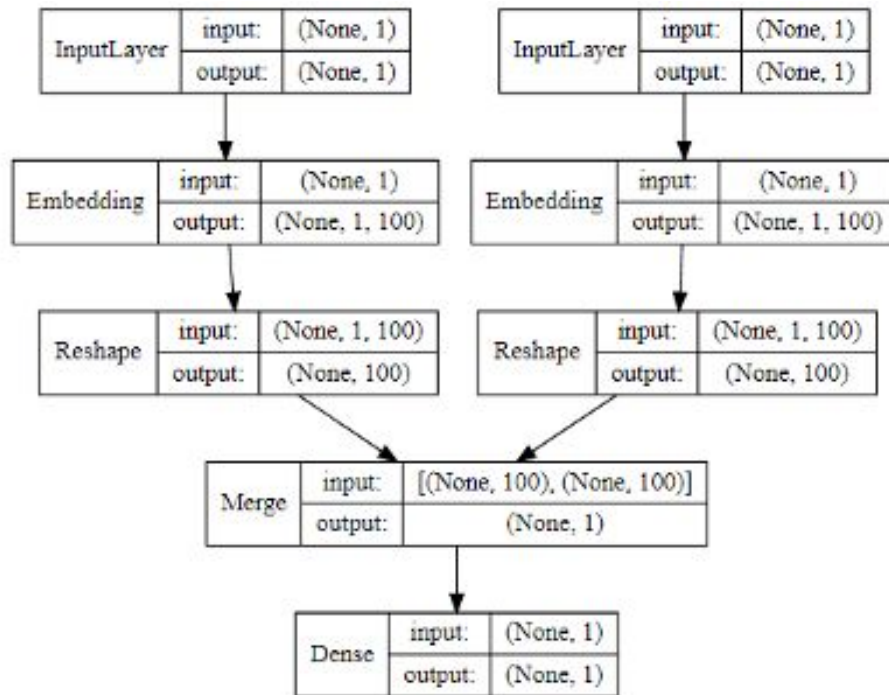 InputLayer input: (None, 1) output: (None, 1)
InputLayer input: (None, 1) output: (None, 1)
Embedding input: (None, 1) output: (None, 1, 100)
Embedding input: (None, 1) output: (None, 1, 100)
Reshape input: (None, 1, 100) output: (None, 100)
Reshape input: (None, 1, 100) output: (None, 100)
Merge input: [(None, 100), (None, 100)] output: (None, 1)
Dense input: (None, 1) output: (None, 1)